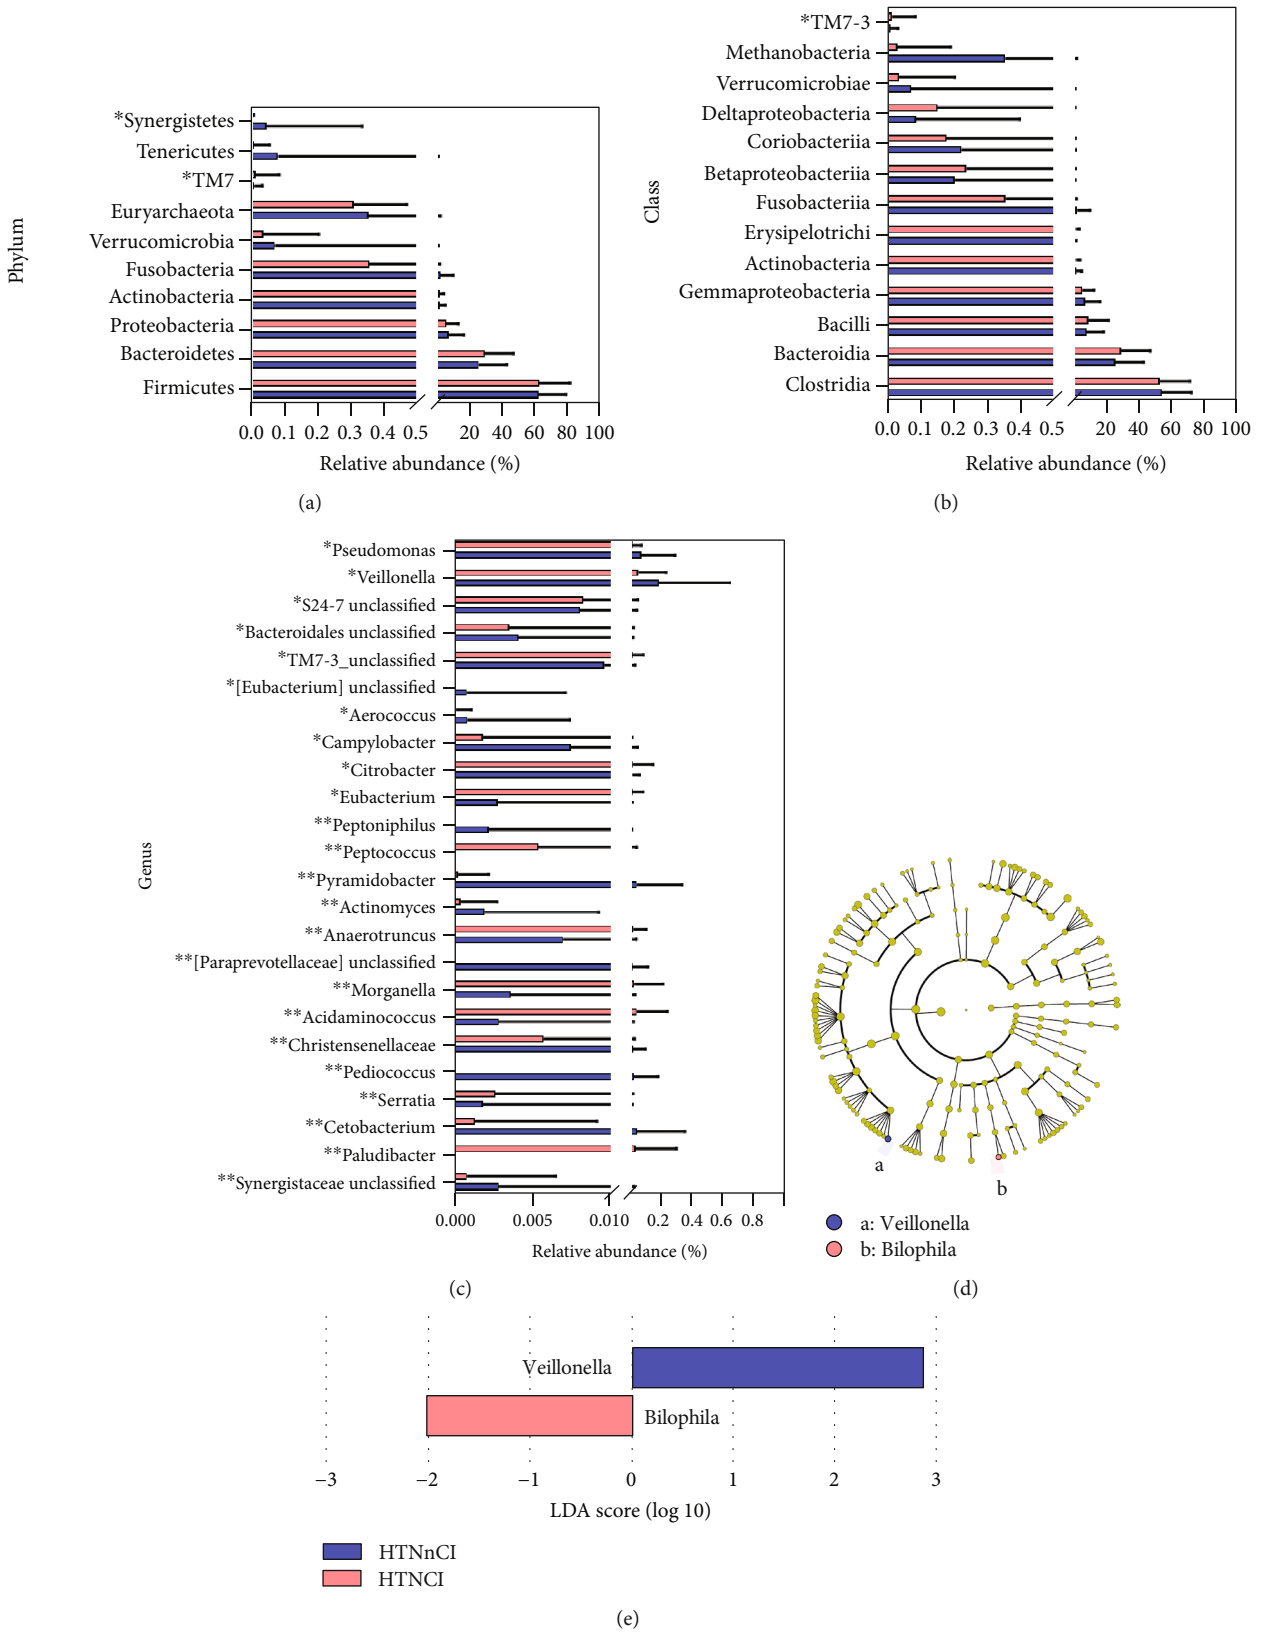 Phylum
*Synergistetes
Tenericutes
*TM7
Euryarchaeota
Verrucomicrobia
Fusobacteria
Actinobacteria
Proteobacteria
Bacteroidetes
Firmicutes
0.0 0.1 0.2 0.3 0.4 0.5 20 40 60 80 100
Relative abundance (%)
(a)
Class
*TM7-3
Methanobacteria
Verrucomicrobiae
Deltaproteobacteria
Coriobacteriia
Betaproteobacteriia
Fusobacteriia
Erysipelotrichi
Actinobacteria
Gemmaproteobacteria
Bacilli
Bacteroidia
Clostridia
0.0 0.1 0.2 0.3 0.4 0.5 20 40 60 80 100
Relative abundance (%)
(b)
Genus
*Pseudomonas
*Veillonella
*S24-7 unclassified
*Bacteroidales unclassified
*TM7-3_unclassified
*[Eubacterium] unclassified
*Aerococcus
*Campylobacter
*Citrobacter
*Eubacterium
**Peptoniphilus
**Peptococcus
**Pyramidobacter
**Actinomyces
**Anaerotruncus
**[Paraprevotellaceae] unclassified
**Morganella
**Acidaminococcus
**Christensenellaceae
**Pediococcus
**Serratia
**Cetobacterium
**Paludibacter
**Synergistaceae unclassified
0.000 0.005 0.010 0.2 0.4 0.6 0.8
Relative abundance (%)
(c)
a
b
a: Veillonella
b: Bilophila
(d)
Veillonella
Bilophila
−3 −2 −1 0 1 2 3
LDA score (log 10)
HTNnCI
HTNCI
(e)